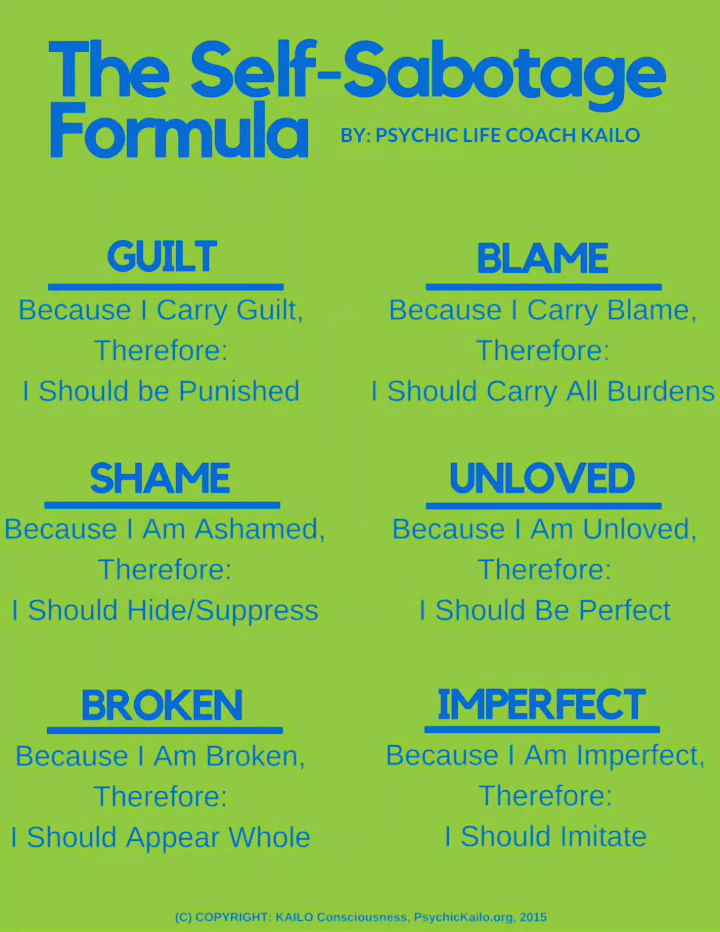 The Self-Sabotage
Formula
BY: PSYCHIC LIFE COACH KAILO
GUILT
Because I Carry Guilt,
Therefore:
I Should be Punished
BLAME
Because I Carry Blame,
Therefore:
I Should Carry All Burdens
SHAME
Because I Am Ashamed,
Therefore:
I Should Hide/Suppress
UNLOVED
Because I Am Unloved,
Therefore:
I Should Be Perfect
BROKEN
Because I Am Broken,
Therefore:
I Should Appear Whole
IMPERFECT
Because I Am Imperfect,
Therefore:
I Should Imitate
(C) COPYRIGHT: KAILO Consciousness, PsychicKailo.org, 2015